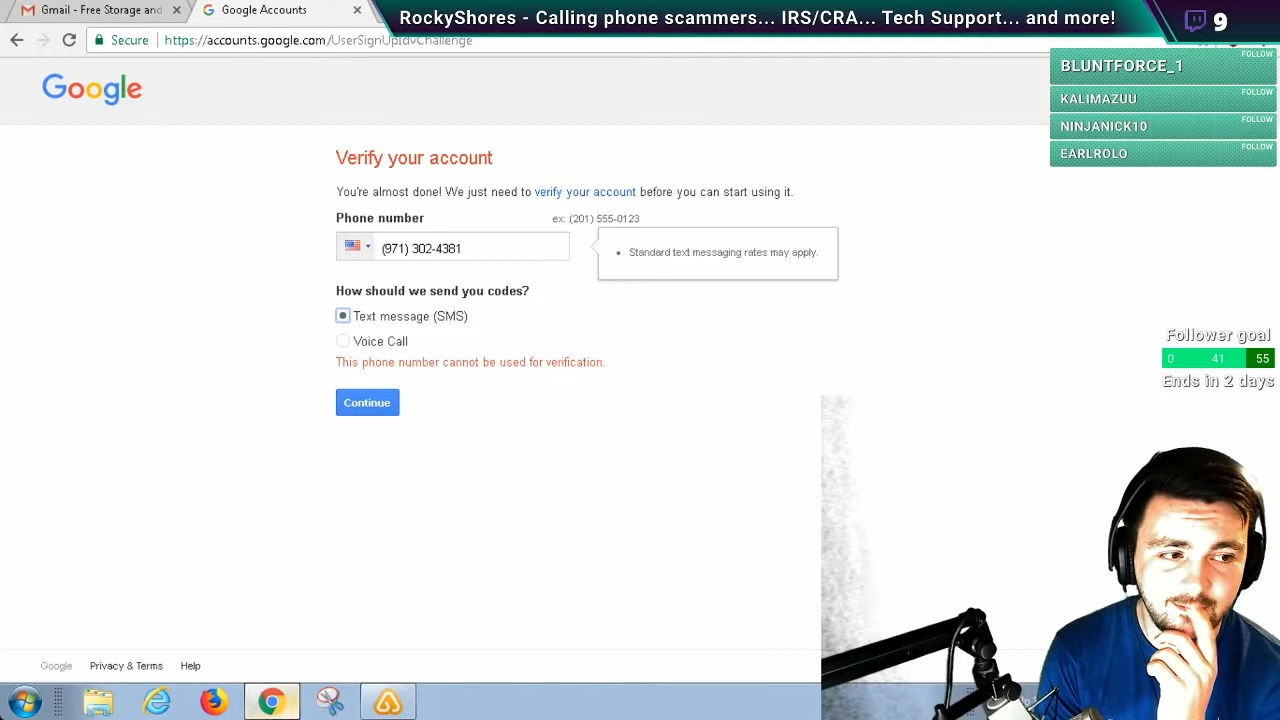 Gmail - Free Storage and
Google Accounts
RockyShores - Calling phone scammers... IRS/CRA... Tech Support... and more!
9
Secure
https://accounts.google.com/UserSignUpIdvChallenge
Google
BLUNTFORCE_1
FOLLOW
KALIMAZUU
FOLLOW
NINJANICK10
FOLLOW
EARLROLO
FOLLOW
Verify your account
You're almost done! We just need to verify your account before you can start using it.
Phone number
ex: (201) 555-0123
(971) 302-4381
Standard text messaging rates may apply.
How should we send you codes?
Text message (SMS)
Voice Call
This phone number cannot be used for verification.
Continue
Follower goal
0 41 55
Ends in 2 days
Google
Privacy & Terms
Help